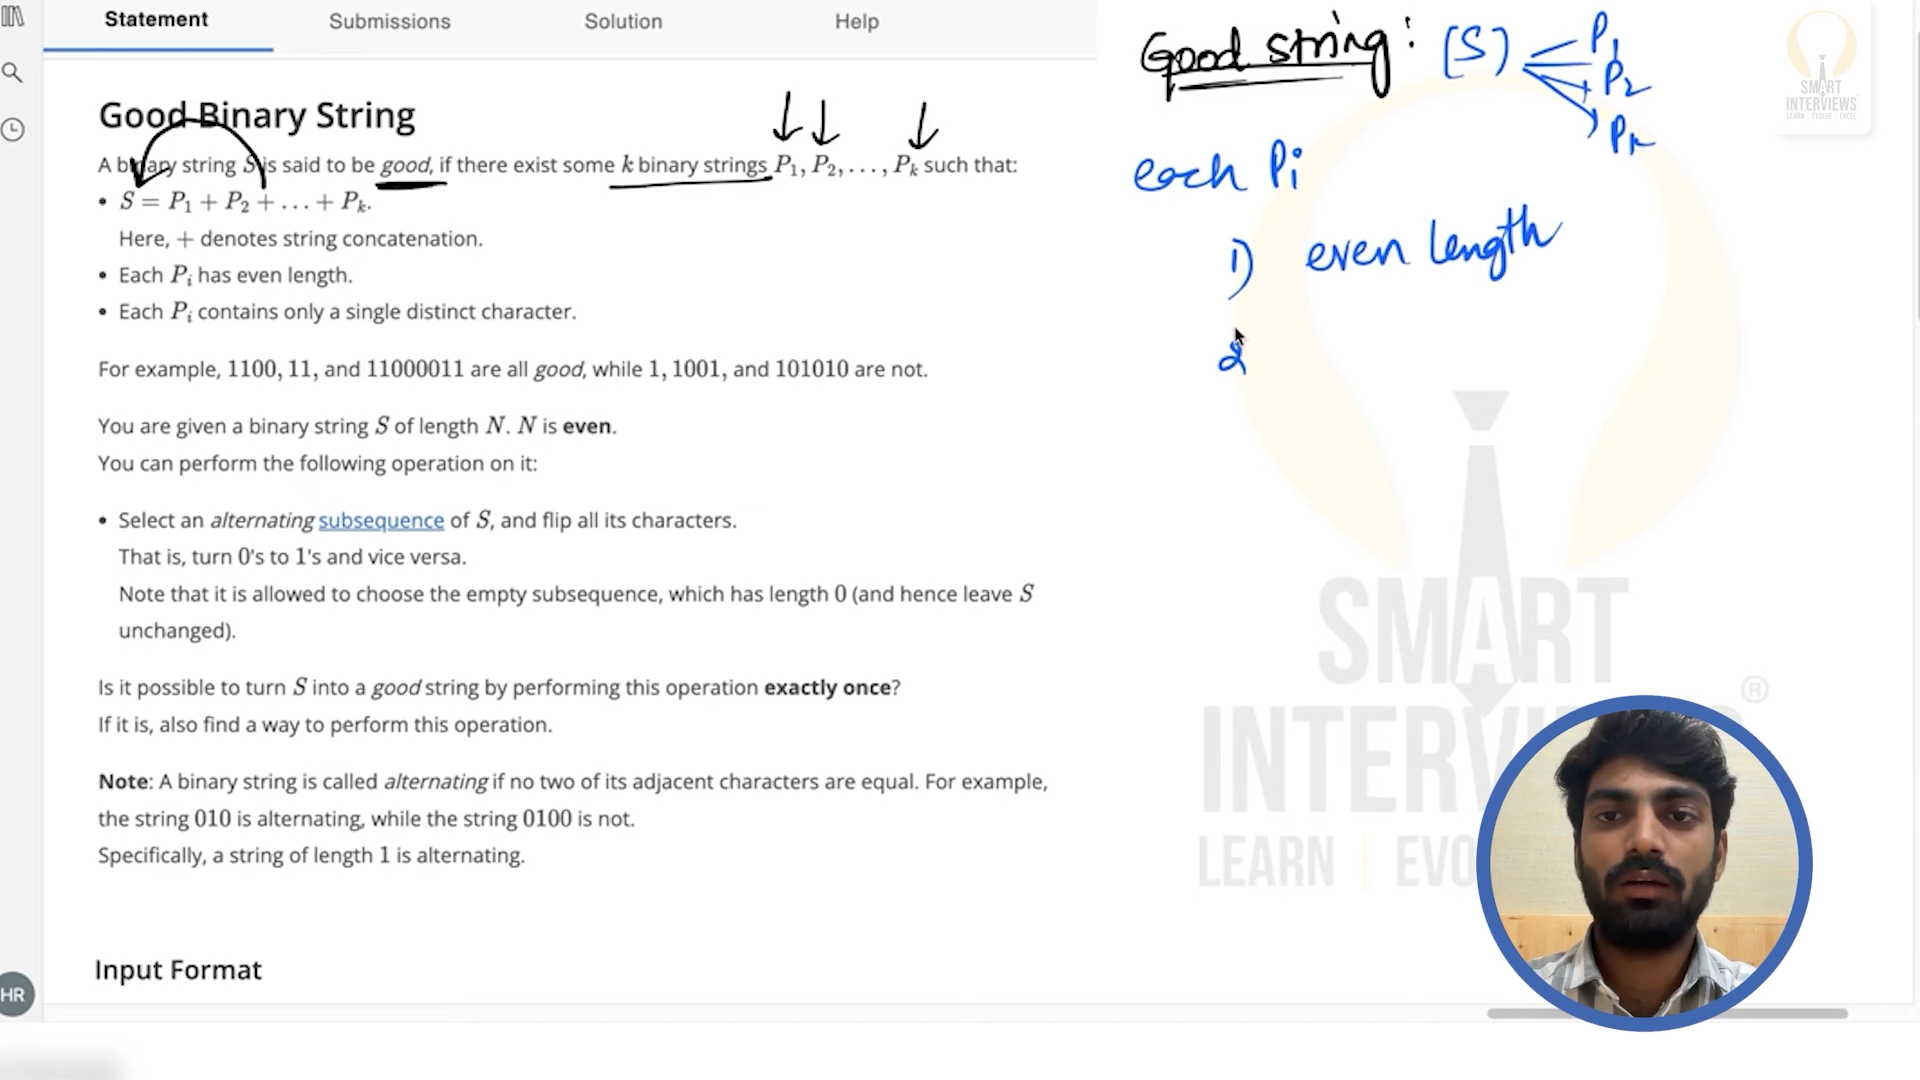 Statement
Submissions
Solution
Help
Good Binary String
A binary string S is said to be good, if there exist some k binary strings P1, P2, . . . , Pk such that:
• S = P1 + P2 + . . . + Pk.
Here, + denotes string concatenation.
• Each Pi has even length.
• Each Pi contains only a single distinct character.
For example, 1100, 11, and 11000011 are all good, while 1, 1001, and 101010 are not.
You are given a binary string S of length N. N is even.
You can perform the following operation on it:
• Select an alternating subsequence of S, and flip all its characters.
That is, turn 0's to 1's and vice versa.
Note that it is allowed to choose the empty subsequence, which has length 0 (and hence leave S
unchanged).
Is it possible to turn S into a good string by performing this operation exactly once?
If it is, also find a way to perform this operation.
Note: A binary string is called alternating if no two of its adjacent characters are equal. For example,
the string 010 is alternating, while the string 0100 is not.
Specifically, a string of length 1 is alternating.
Input Format
HR
Good string: [S] P1
P2
Pk
each Pi
1) even length
2
SMART
INTERVIEWS
LEARN | EVOLVE | EXCEL
SMART
INTERV
®
LEARN | EVO